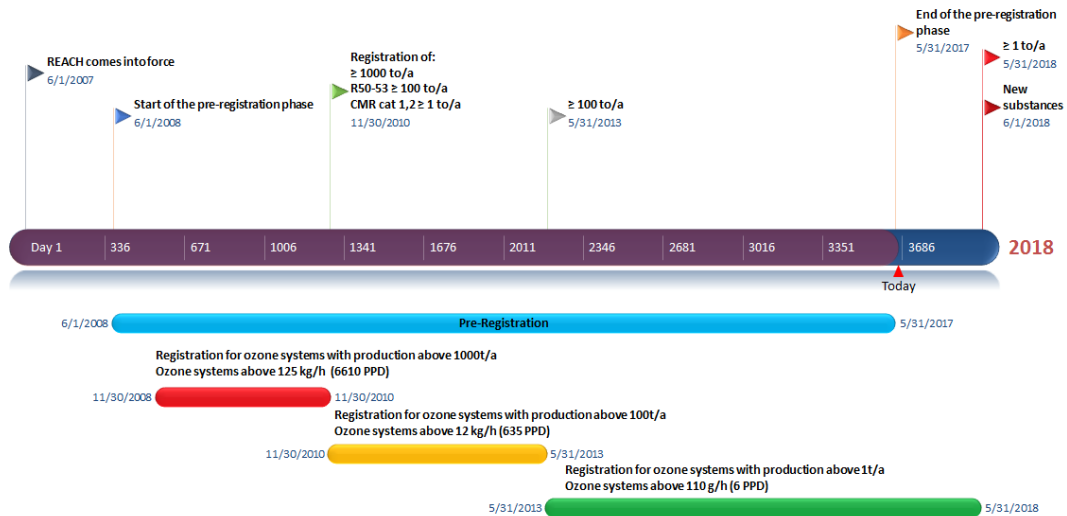 End of the pre-registration
phase
5/31/2017
REACH comes into force
6/1/2007
Registration of:
≥ 1000 to/a
R50-53 ≥ 100 to/a
CMR cat 1,2 ≥ 1 to/a
11/30/2010
≥ 1 to/a
5/31/2018
Start of the pre-registration phase
6/1/2008
≥ 100 to/a
5/31/2013
New
substances
6/1/2018
Day 1 336 671 1006 1341 1676 2011 2346 2681 3016 3351 3686 2018
Today
6/1/2008 Pre-Registration 5/31/2017
Registration for ozone systems with production above 1000t/a
Ozone systems above 125 kg/h (6610 PPD)
11/30/2008 11/30/2010
Registration for ozone systems with production above 100t/a
Ozone systems above 12 kg/h (635 PPD)
11/30/2010 5/31/2013
Registration for ozone systems with production above 1t/a
Ozone systems above 110 g/h (6 PPD)
5/31/2013 5/31/2018